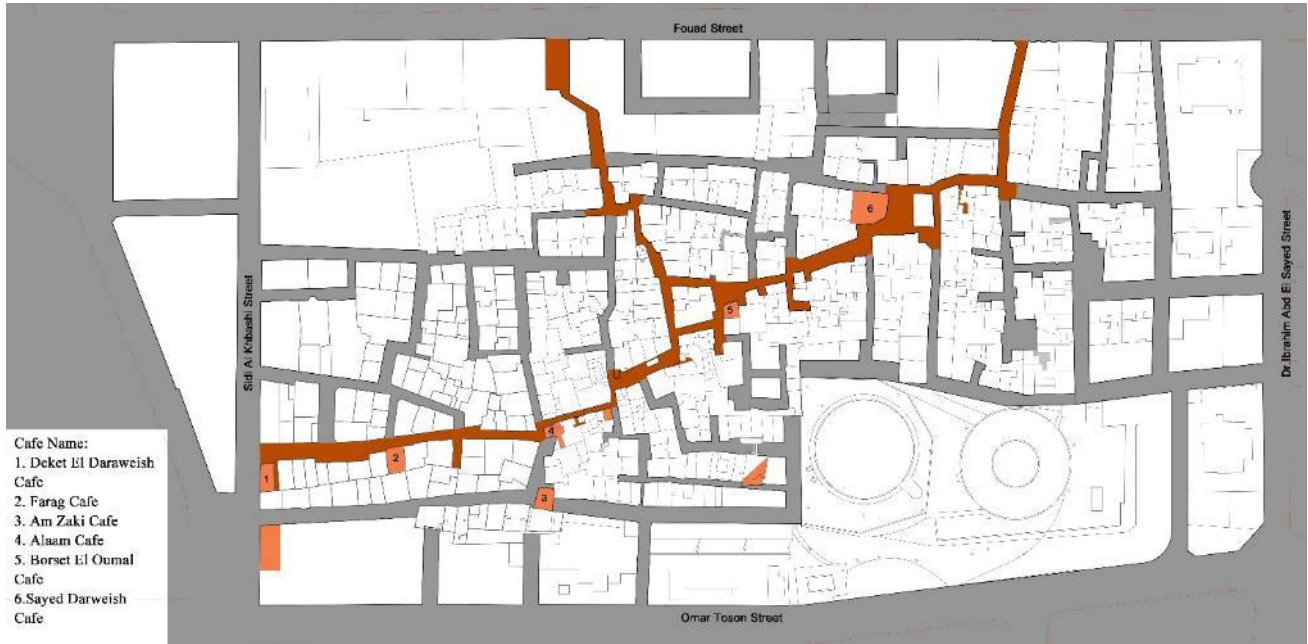 Fouad Street
Sidi Al Khbashi Street
Dr.Ibrahim Abd El Sayed Street
6
5
4
2
1
3
Cafe Name:
1. Deket El Daraweish
Cafe
2. Farag Cafe
3. Am Zaki Cafe
4. Alaam Cafe
5. Borset El Oumal
Cafe
6.Sayed Darweish
Cafe
Omar Toson Street